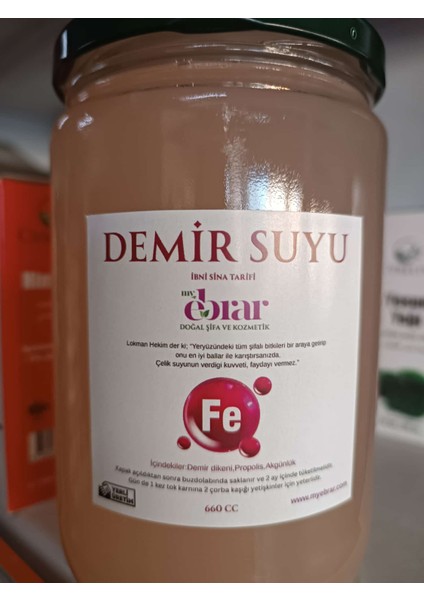 DEMİR SUYU
İBNİ SİNA TARİFİ
my
ebrar
DOĞAL ŞİFA VE KOZMETİK
Lokman Hekim der ki; "Yeryüzündeki tüm şifalı bitkileri bir araya getirip
onu en iyi ballar ile karıştırsanızda,
Çelik suyunun verdigi kuvveti, faydayı vermez."
Fe
İçindekiler:Demir dikeni,Propolis,Akgünlük
Kapak açıldıktan sonra buzdolabında saklanır ve 2 ay içinde tüketilmelidir.
Gün de 1 kez tok karnına 2 çorba kaşığı yetişkinler için yeterlidir.
YERLİ
ÜRETİM
www.myebrar.com
660 CC